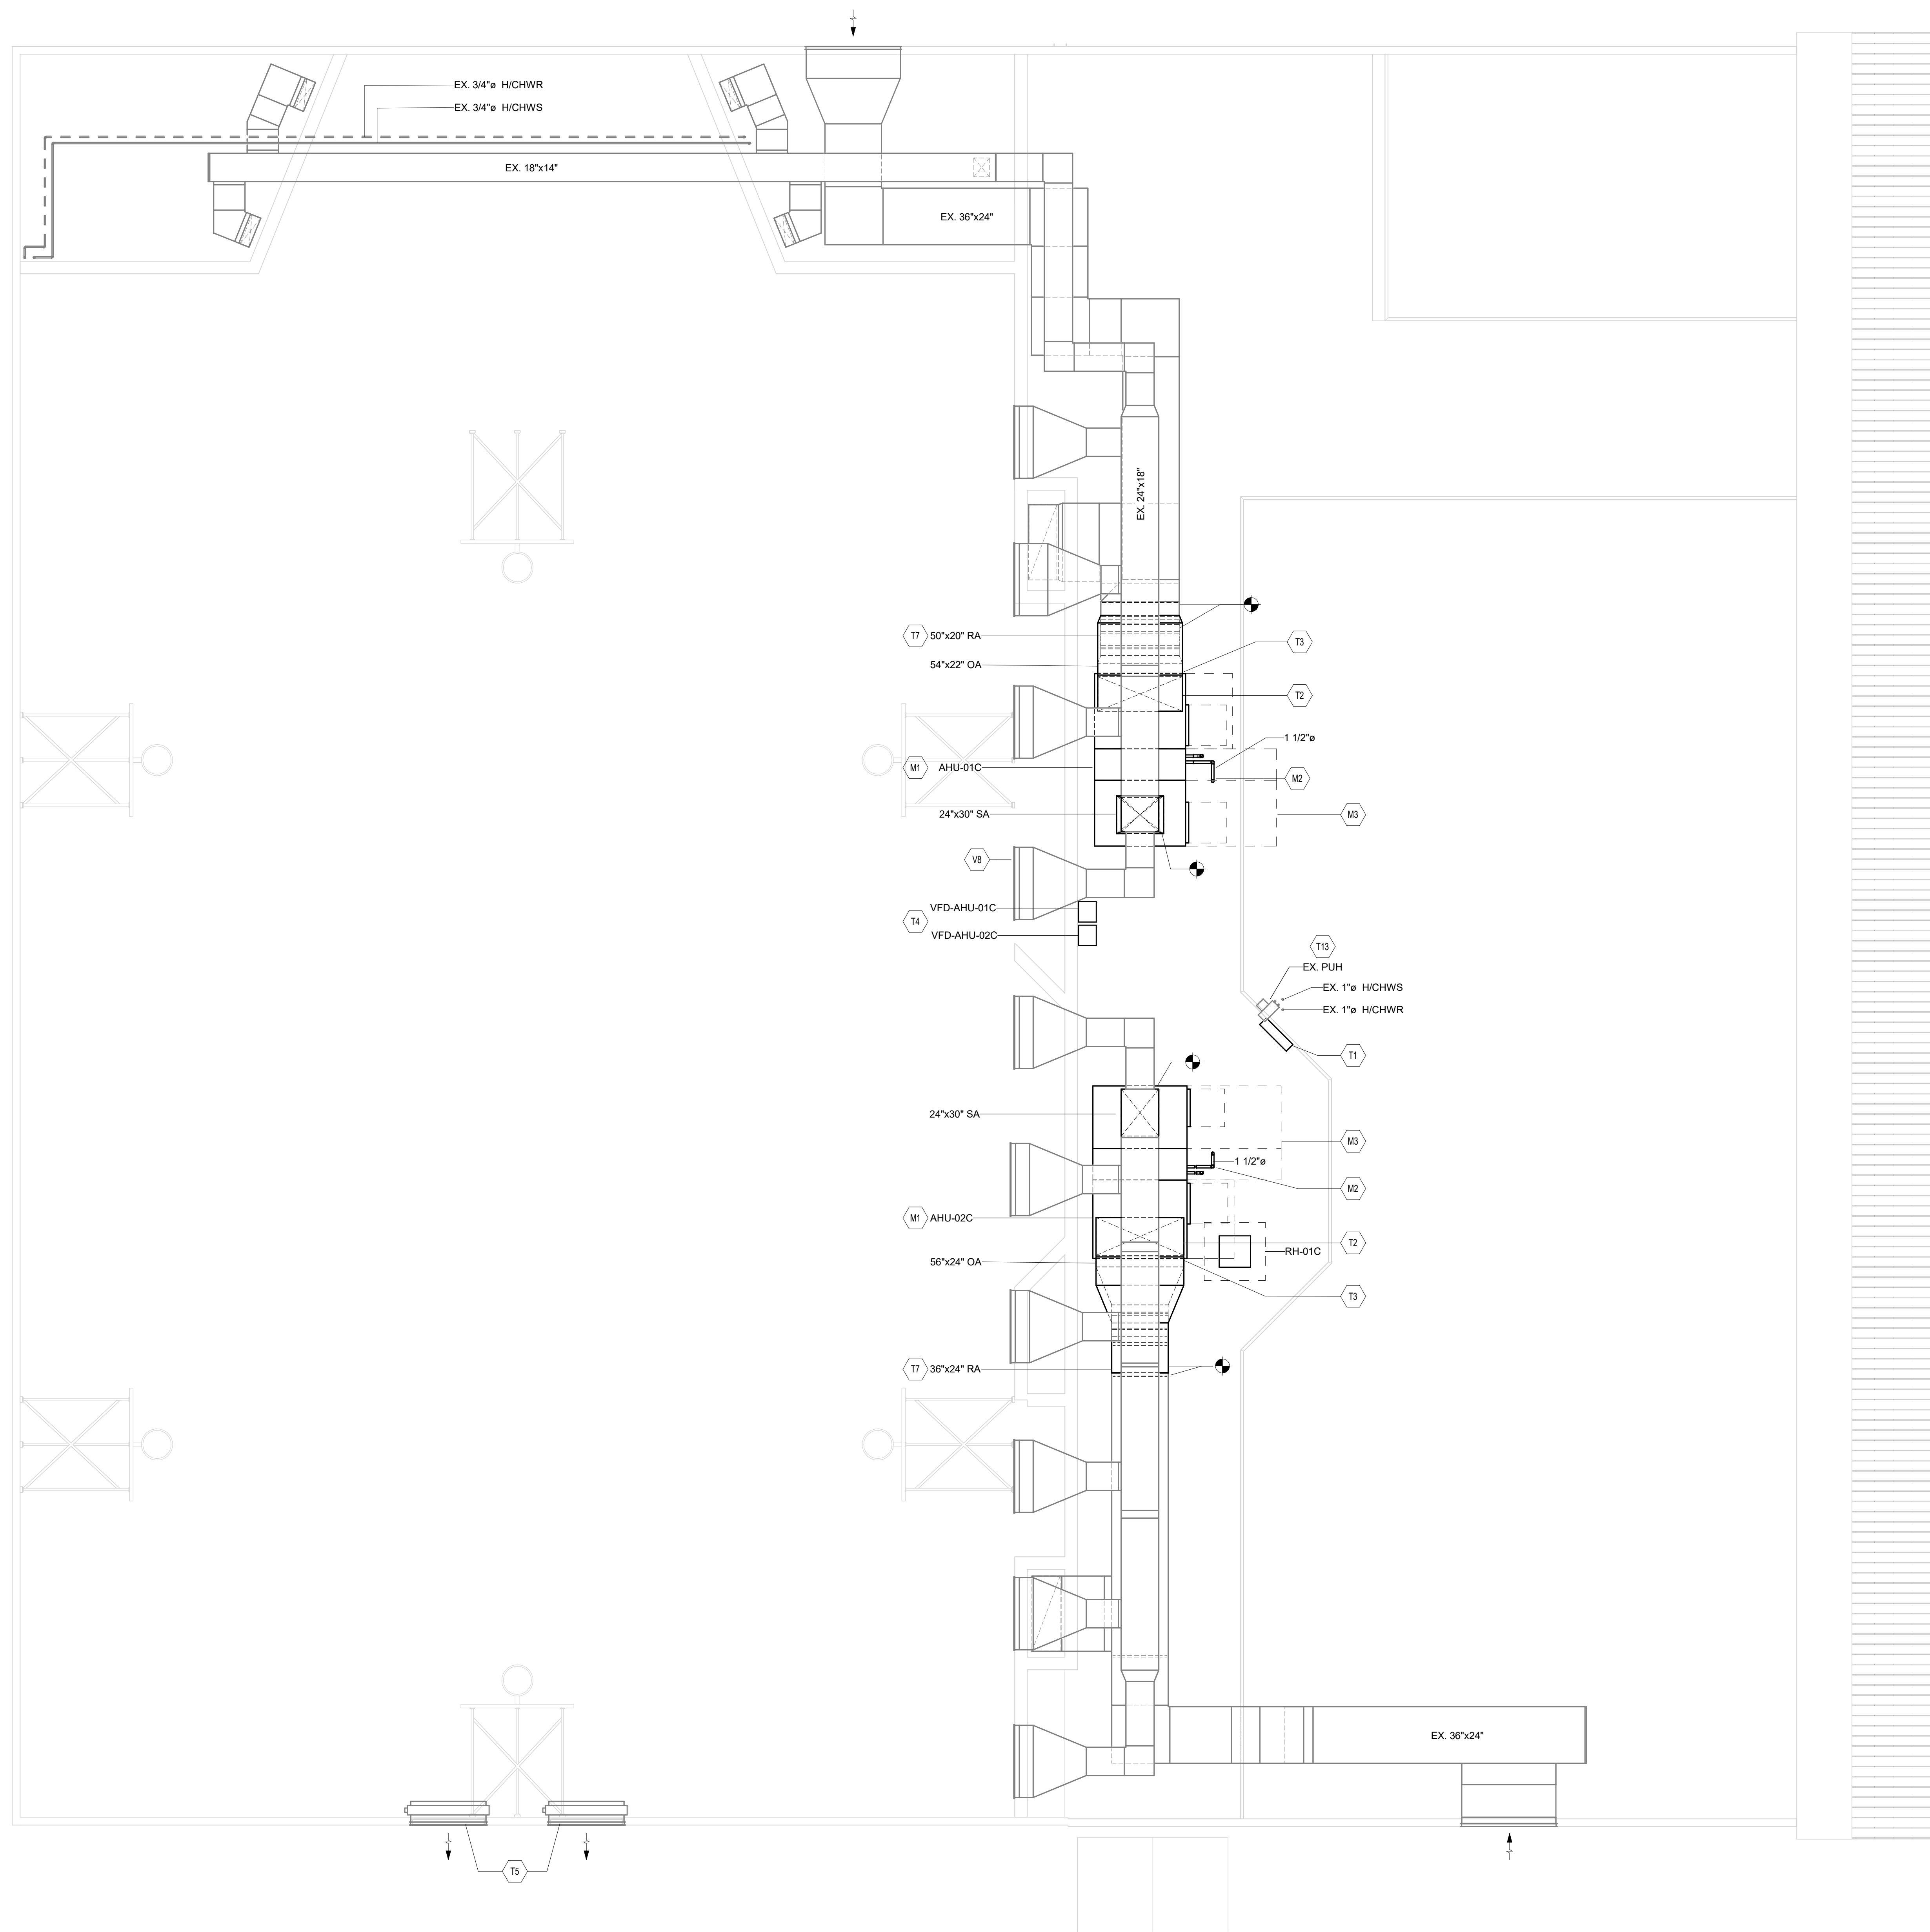 EX. 3/4"ø H/CHWR
EX. 3/4"ø H/CHWS
EX. 18"x14"
EX. 36"x24"
EX. 24"x18"
T7 50"x20" RA
T3
54"x22" OA
T2
1 1/2"ø
M1 AHU-01C
M2
24"x30" SA
M3
V8
VFD-AHU-01C
T4
VFD-AHU-02C
T13
EX. PUH
EX. 1"ø H/CHWS
EX. 1"ø H/CHWR
T1
24"x30" SA
M3
1 1/2"ø
M2
M1 AHU-02C
T2
RH-01C
56"x24" OA
T3
T7 36"x24" RA
EX. 36"x24"
T5